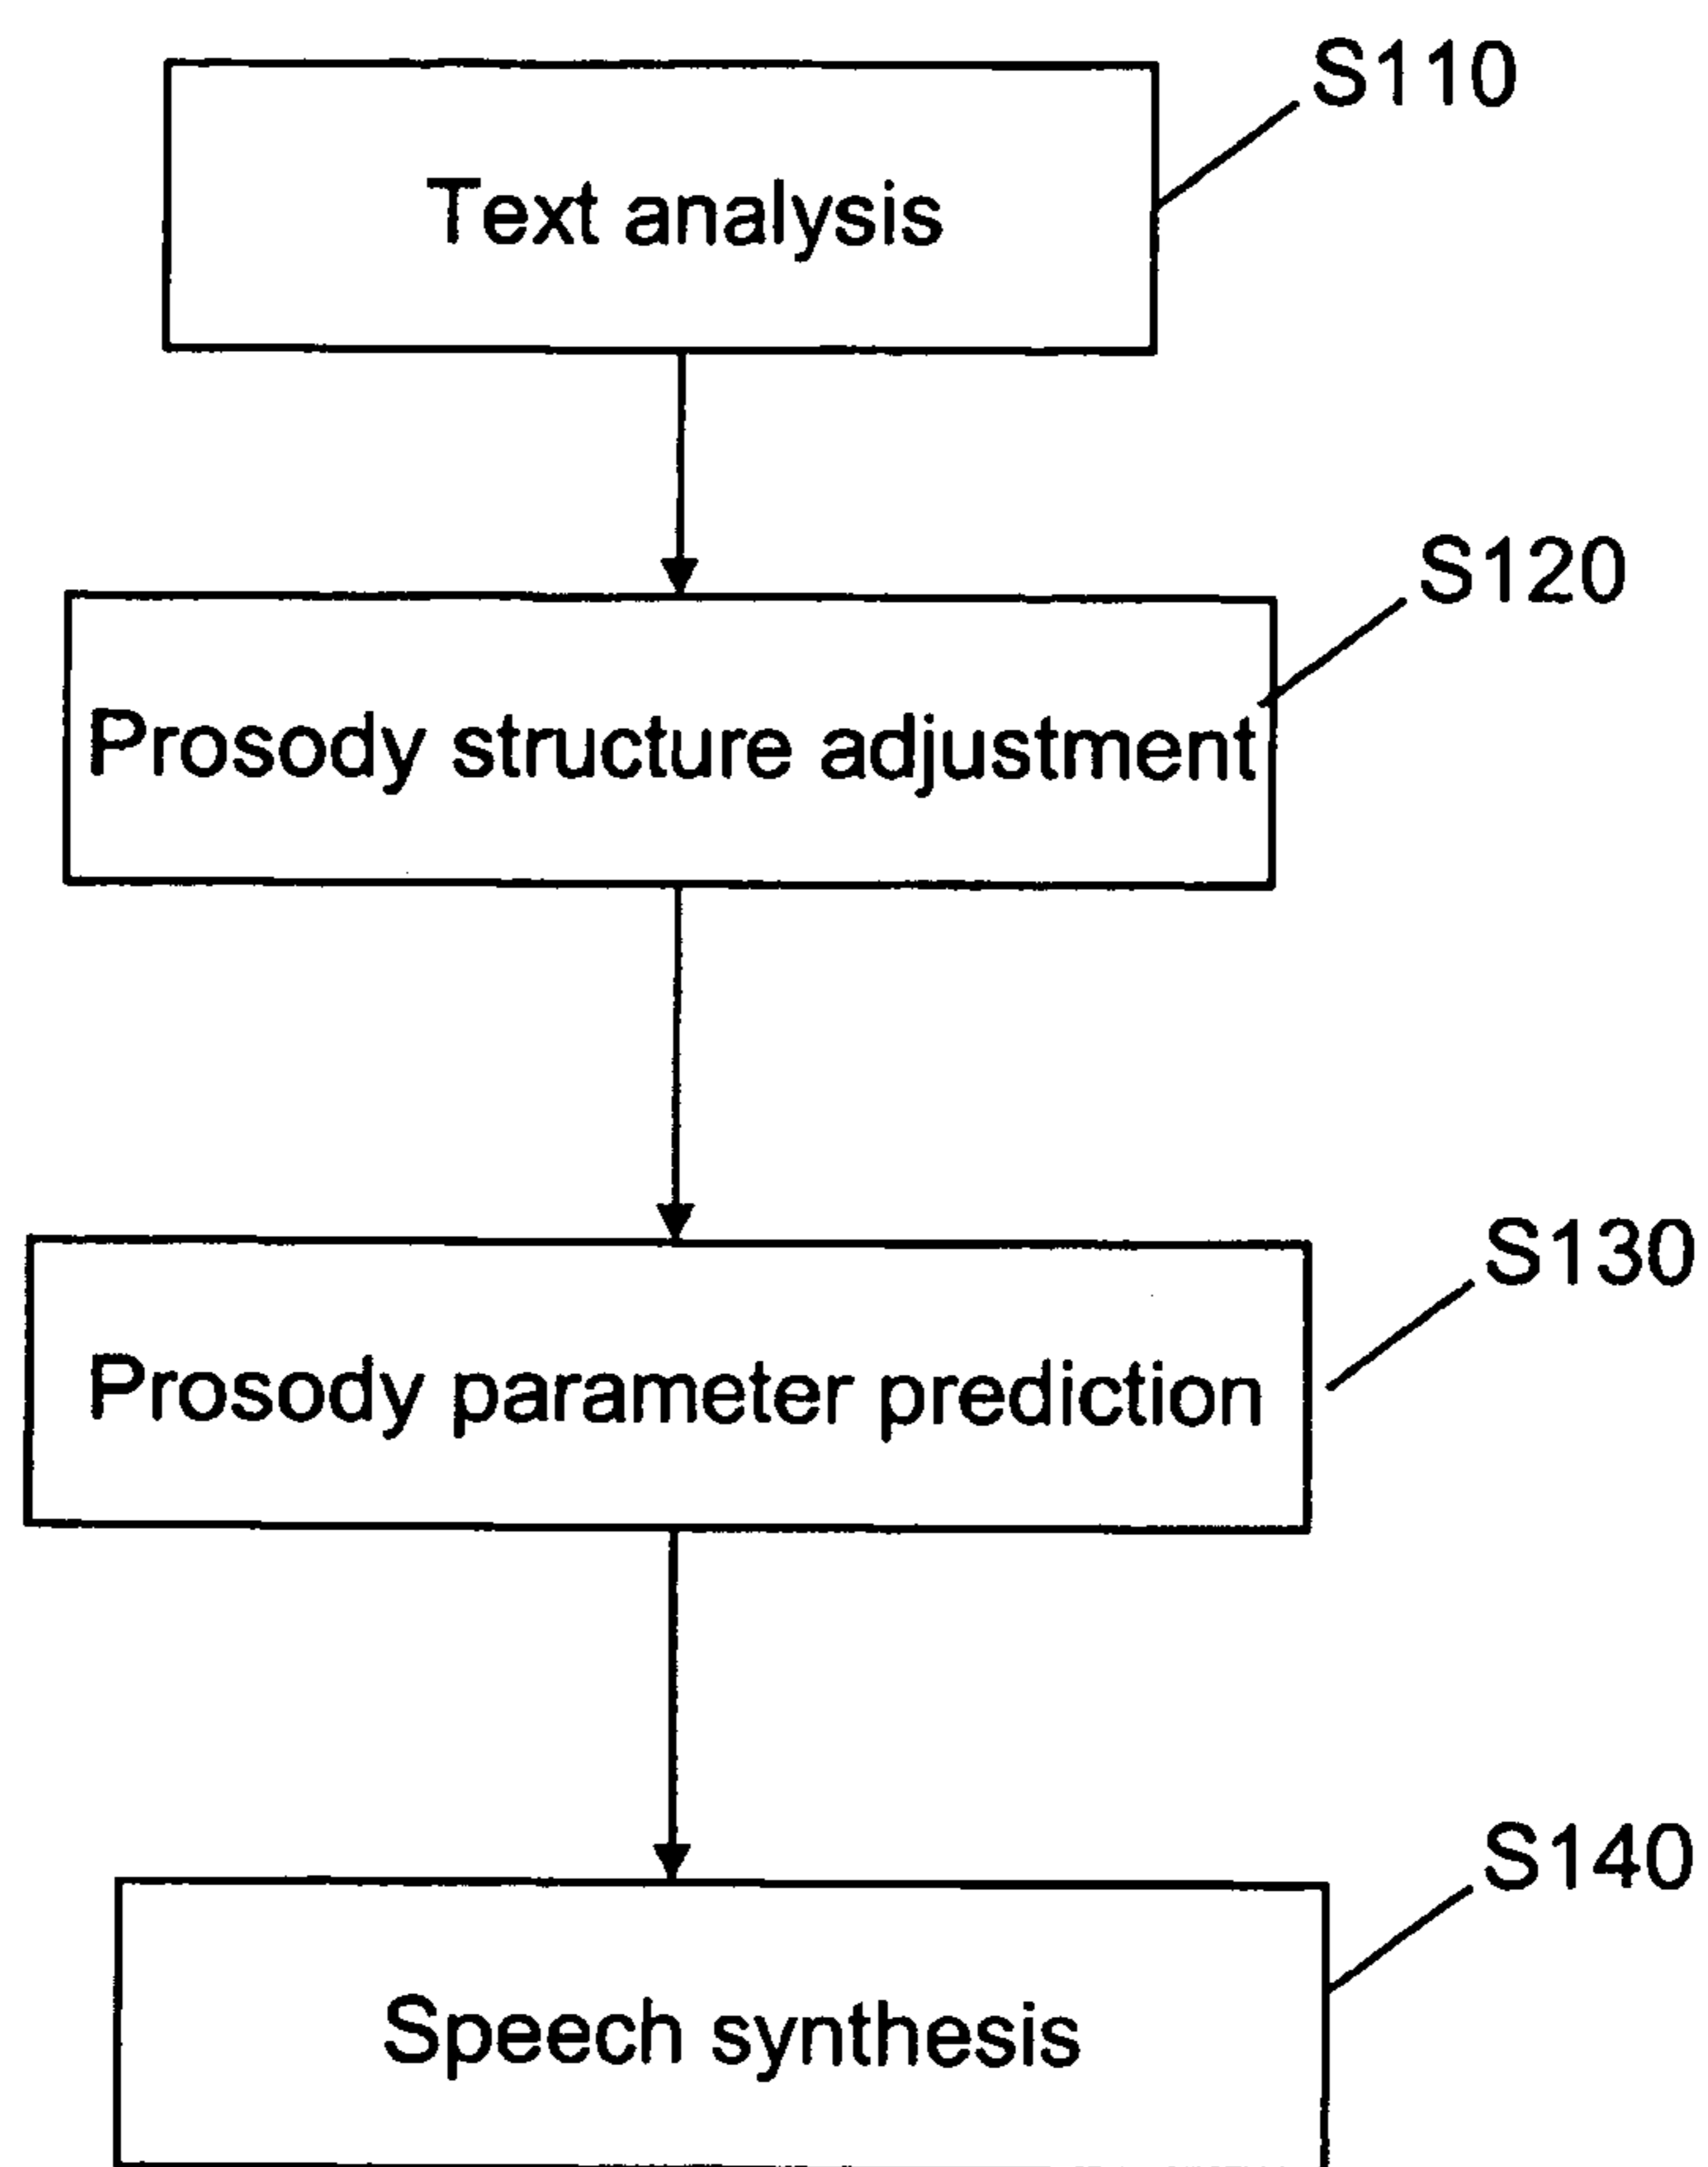 S110
Text analysis
S120
Prosody structure adjustment
S130
Prosody parameter prediction
S140
Speech synthesis